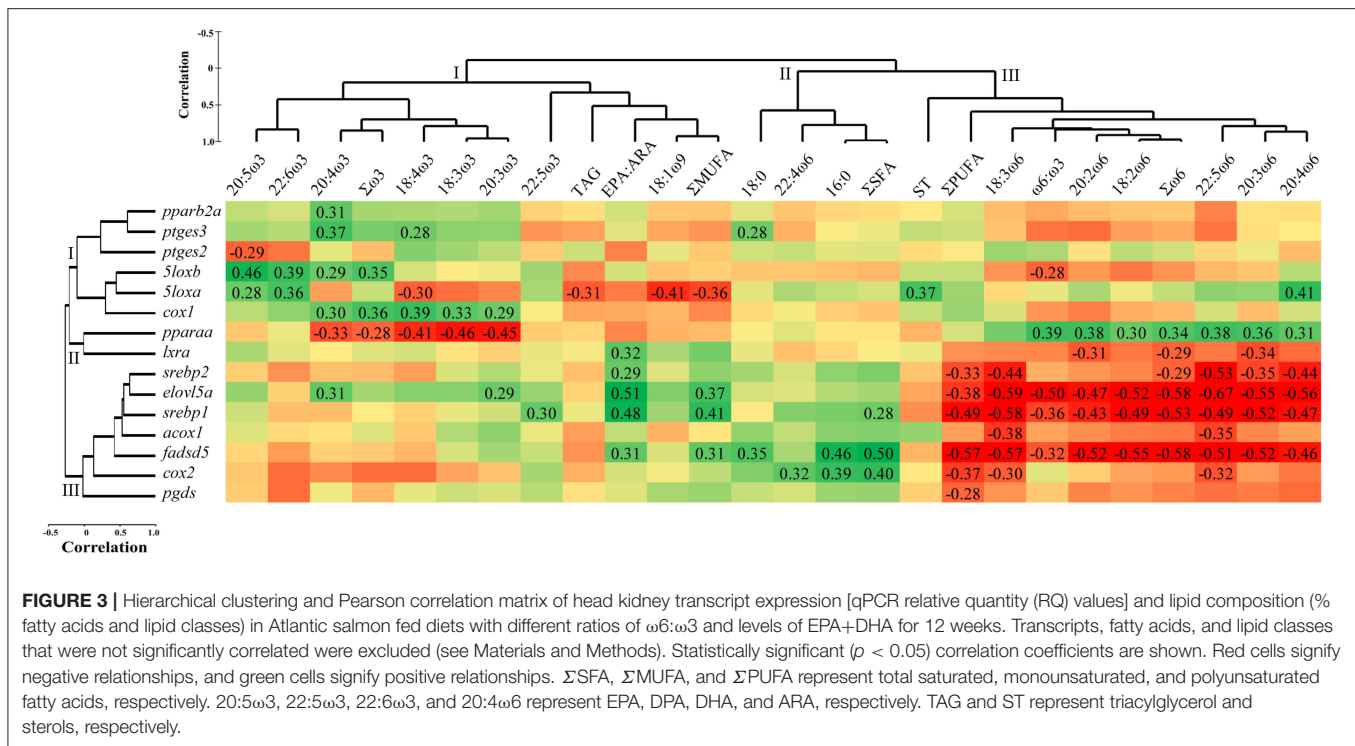 -0.5
0
0.5
1.0
Correlation
I
II
III
20:5ω3 22:6ω3 20:4ω3 Σω3 18:4ω3 18:3ω3 20:3ω3 22:5ω3 TAG EPA:ARA 18:1ω9 ΣMUFA 18:0 22:4ω6 16:0 ΣSFA ST ΣPUFA 18:3ω6 ω6:ω3 20:2ω6 18:2ω6 Σω6 22:5ω6 20:3ω6 20:4ω6
I
II
III
pparb2a 0.31
ptges3 0.37 0.28 0.28
ptges2 -0.29
5loxb 0.46 0.39 0.29 0.35 -0.28
5loxa 0.28 0.36 -0.30 -0.31 -0.41 -0.36 0.37 0.41
cox1 0.30 0.36 0.39 0.33 0.29
pparaa -0.33 -0.28 -0.41 -0.46 -0.45 0.39 0.38 0.30 0.34 0.38 0.36 0.31
lxra 0.32 -0.31 -0.29 -0.34
srebp2 0.29 -0.33 -0.44 -0.29 -0.53 -0.35 -0.44
elovl5a 0.31 0.29 0.51 0.37 -0.38 -0.59 -0.50 -0.47 -0.52 -0.58 -0.67 -0.55 -0.56
srebp1 0.30 0.48 0.41 0.28 -0.49 -0.58 -0.36 -0.43 -0.49 -0.53 -0.49 -0.52 -0.47
acox1 -0.38 -0.35
fadsd5 0.31 0.31 0.35 0.46 0.50 -0.57 -0.57 -0.32 -0.52 -0.55 -0.58 -0.51 -0.52 -0.46
cox2 0.32 0.39 0.40 -0.37 -0.30 -0.32
pgds -0.28
-0.5 0 0.5 1.0
Correlation
FIGURE 3 | Hierarchical clustering and Pearson correlation matrix of head kidney transcript expression [qPCR relative quantity (RQ) values] and lipid composition (%
fatty acids and lipid classes) in Atlantic salmon fed diets with different ratios of ω6:ω3 and levels of EPA+DHA for 12 weeks. Transcripts, fatty acids, and lipid classes
that were not significantly correlated were excluded (see Materials and Methods). Statistically significant (p < 0.05) correlation coefficients are shown. Red cells signify
negative relationships, and green cells signify positive relationships. ΣSFA, ΣMUFA, and ΣPUFA represent total saturated, monounsaturated, and polyunsaturated
fatty acids, respectively. 20:5ω3, 22:5ω3, 22:6ω3, and 20:4ω6 represent EPA, DPA, DHA, and ARA, respectively. TAG and ST represent triacylglycerol and
sterols, respectively.